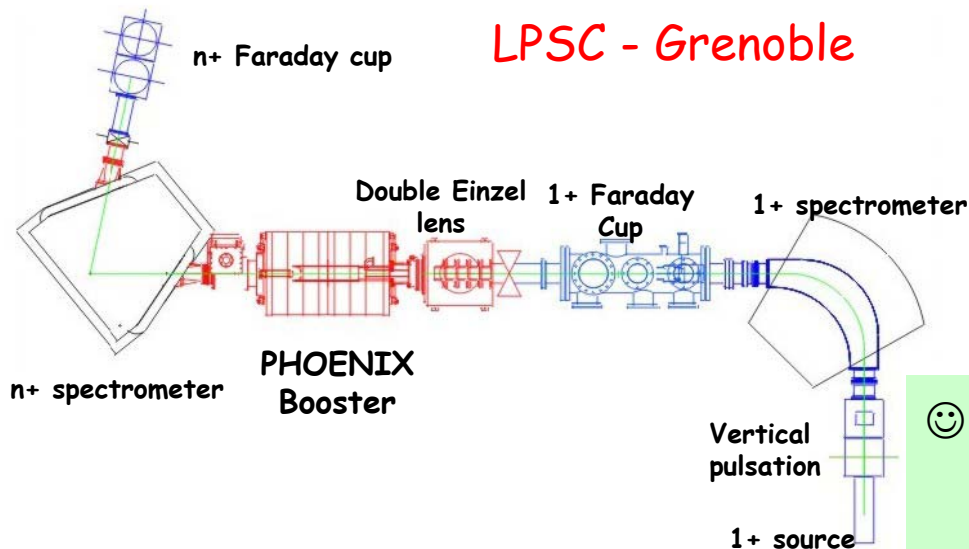 LPSC - Grenoble
n+ Faraday cup
Double Einzel
lens
1+ Faraday
Cup
1+ spectrometer
n+ spectrometer
PHOENIX
Booster
Vertical
pulsation
1+ source